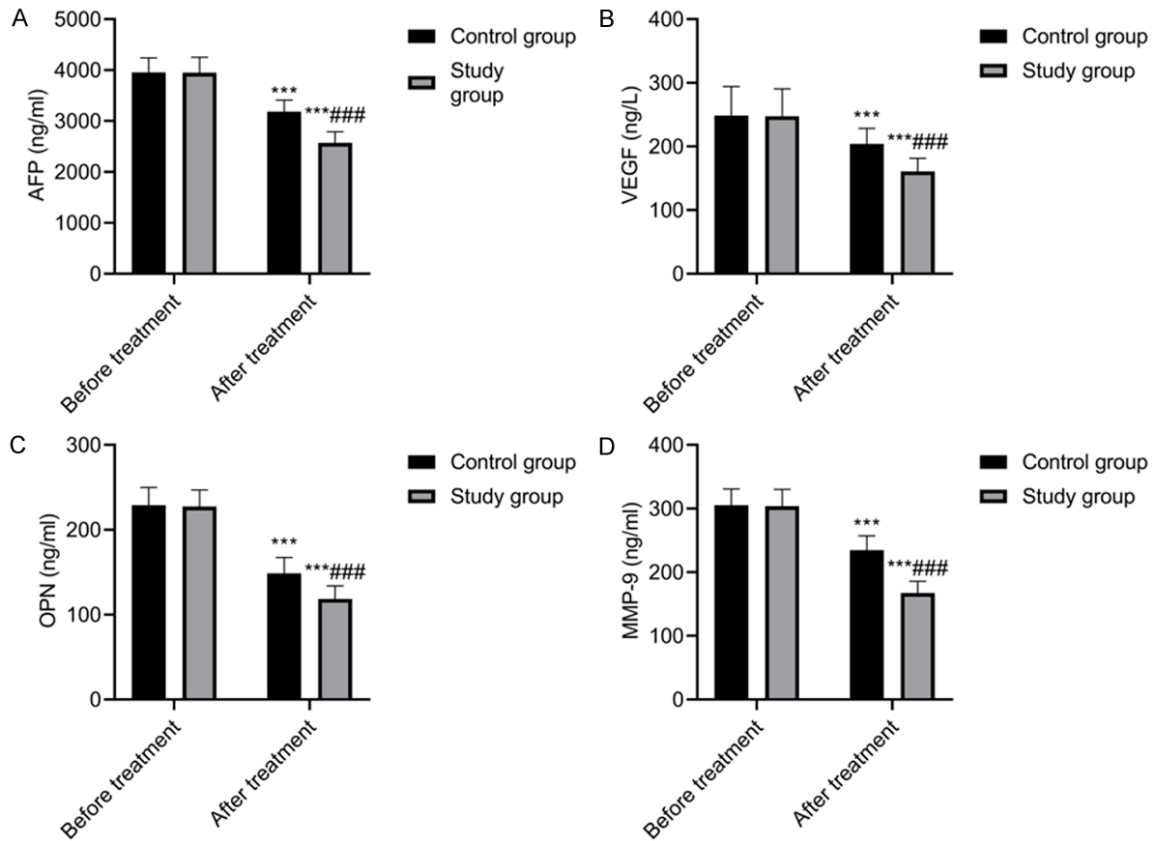 A
AFP (ng/ml)
5000
4000
3000
2000
1000
0
***
***###
Before treatment
After treatment
Control group
Study
group
B
VEGF (ng/L)
400
300
200
100
0
***
***###
Before treatment
After treatment
Control group
Study group
C
OPN (ng/ml)
300
200
100
0
***
***###
Before treatment
After treatment
Control group
Study group
D
MMP-9 (ng/ml)
400
300
200
100
0
***
***###
Before treatment
After treatment
Control group
Study group